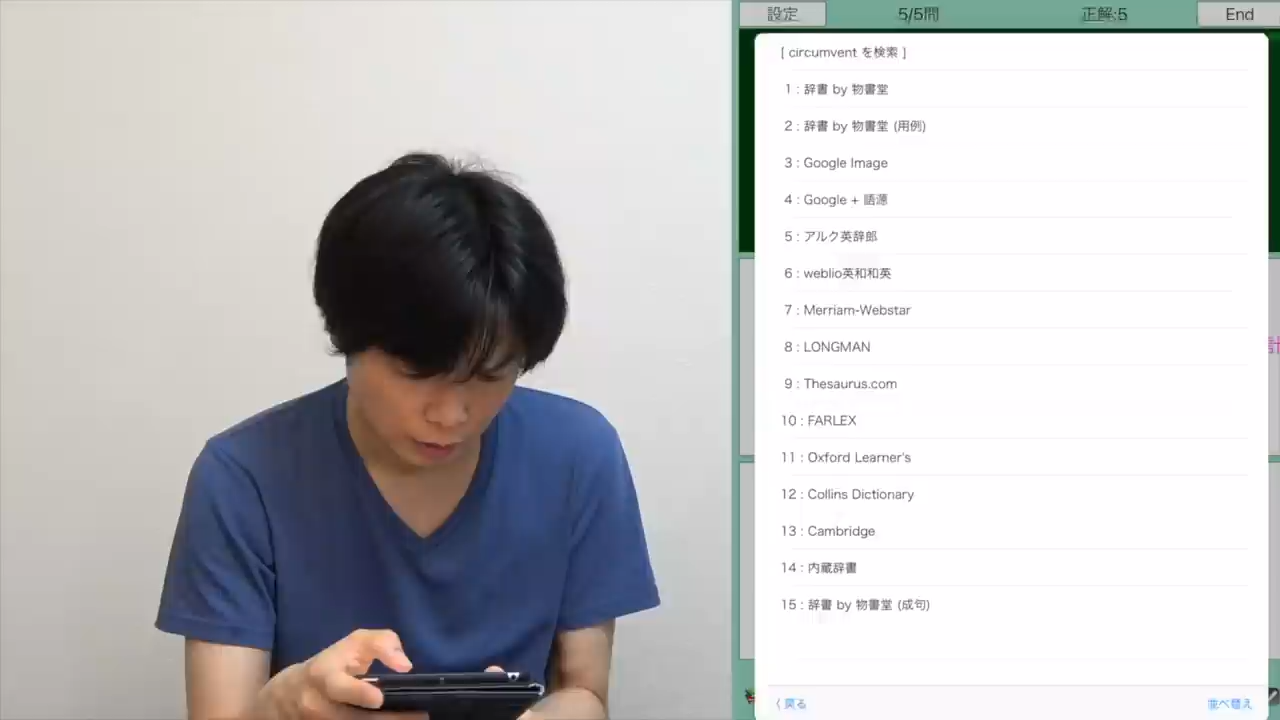 設定
5/5問
正解:5
End
[ circumvent を検索 ]
1 : 辞書 by 物書堂
2 : 辞書 by 物書堂 (用例)
3 : Google Image
4 : Google + 語源
5 : アルク英辞郎
6 : weblio英和和英
7 : Merriam-Webstar
8 : LONGMAN
9 : Thesaurus.com
10 : FARLEX
11 : Oxford Learner's
12 : Collins Dictionary
13 : Cambridge
14 : 内蔵辞書
15 : 辞書 by 物書堂 (成句)
〈 戻る
並べ替え